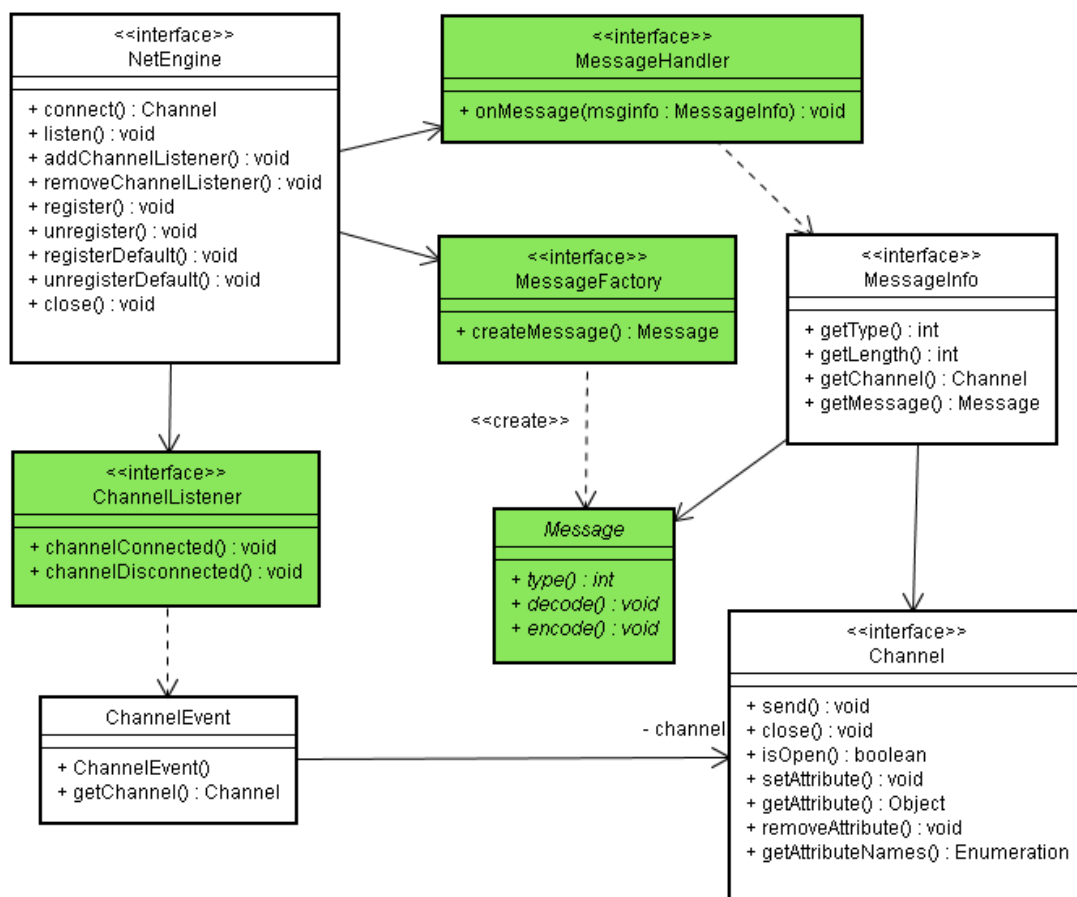 <<interface>>
NetEngine
+ connect() : Channel
+ listen() : void
+ addChannelListener() : void
+ removeChannelListener() : void
+ register() : void
+ unregister() : void
+ registerDefault() : void
+ unregisterDefault() : void
+ close() : void
<<interface>>
MessageHandler
+ onMessage(msginfo : MessageInfo) : void
<<interface>>
MessageFactory
+ createMessage() : Message
<<interface>>
MessageInfo
+ getType() : int
+ getLength() : int
+ getChannel() : Channel
+ getMessage() : Message
<<create>>
<<interface>>
ChannelListener
+ channelConnected() : void
+ channelDisconnected() : void
Message
+ type() : int
+ decode() : void
+ encode() : void
<<interface>>
Channel
+ send() : void
+ close() : void
+ isOpen() : boolean
+ setAttribute() : void
+ getAttribute() : Object
+ removeAttribute() : void
+ getAttributeNames() : Enumeration
ChannelEvent
+ ChannelEvent()
+ getChannel() : Channel
- channel